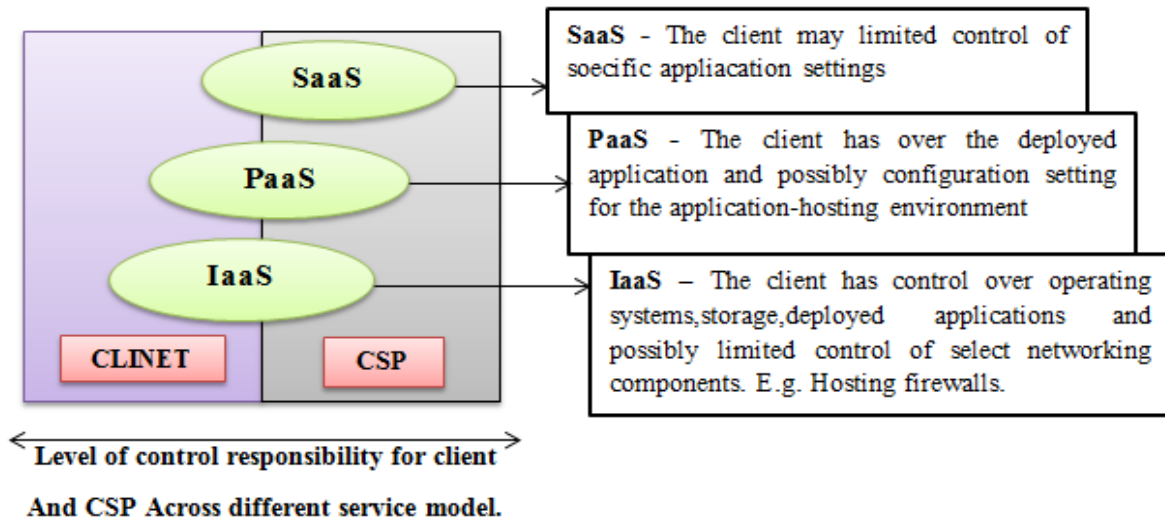 SaaS
PaaS
IaaS
CLINET
CSP
Level of control responsibility for client
And CSP Across different service model.
SaaS - The client may limited control of
soecific appliacation settings
PaaS - The client has over the deployed
application and possibly configuration setting
for the application-hosting environment
IaaS – The client has control over operating
systems,storage,deployed applications and
possibly limited control of select networking
components. E.g. Hosting firewalls.